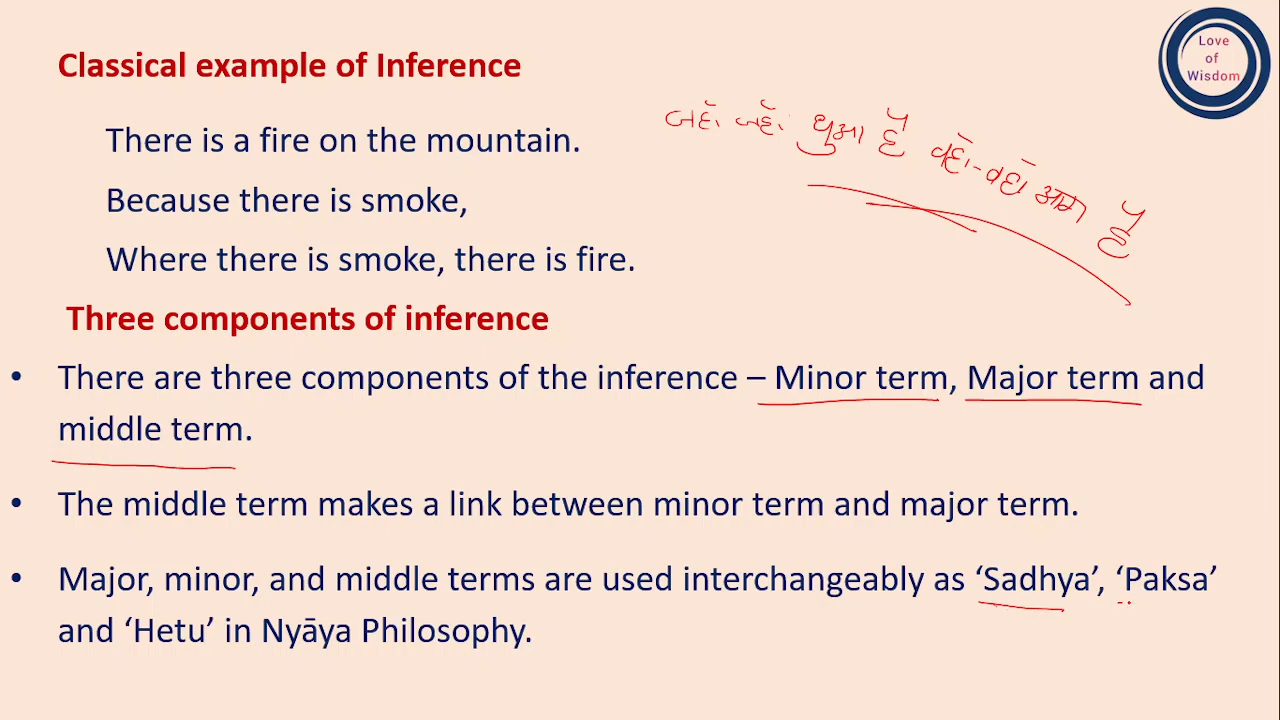 Love
of
Wisdom
Classical example of Inference
जहाँ जहाँ धुआ है वहाँ-वहाँ आग है
There is a fire on the mountain.
Because there is smoke,
Where there is smoke, there is fire.
Three components of inference
• There are three components of the inference – Minor term, Major term and
middle term.
• The middle term makes a link between minor term and major term.
• Major, minor, and middle terms are used interchangeably as ‘Sadhya’, ‘Paksa’
and ‘Hetu’ in Nyāya Philosophy.